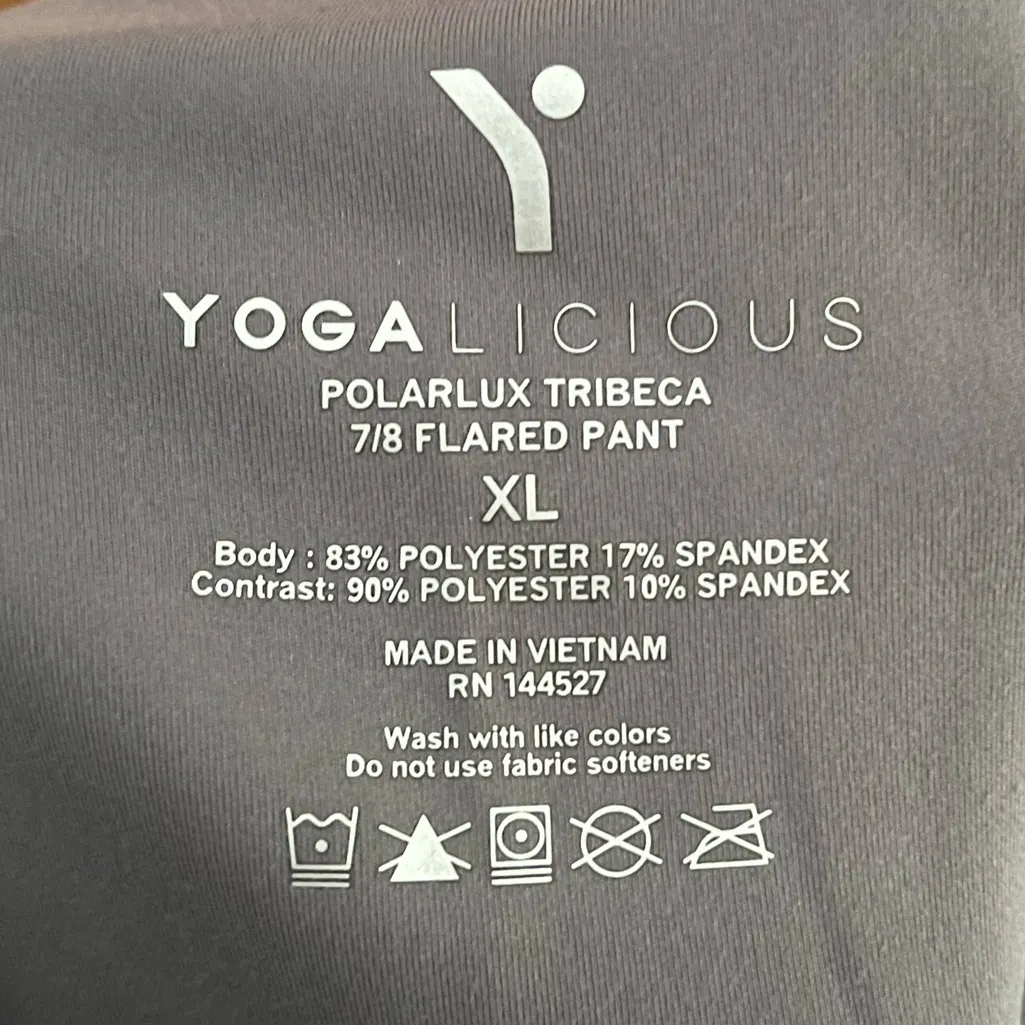 YOGALICIOUS
POLARLUX TRIBECA
7/8 FLARED PANT
XL
Body : 83% POLYESTER 17% SPANDEX
Contrast: 90% POLYESTER 10% SPANDEX
MADE IN VIETNAM
RN 144527
Wash with like colors
Do not use fabric softeners